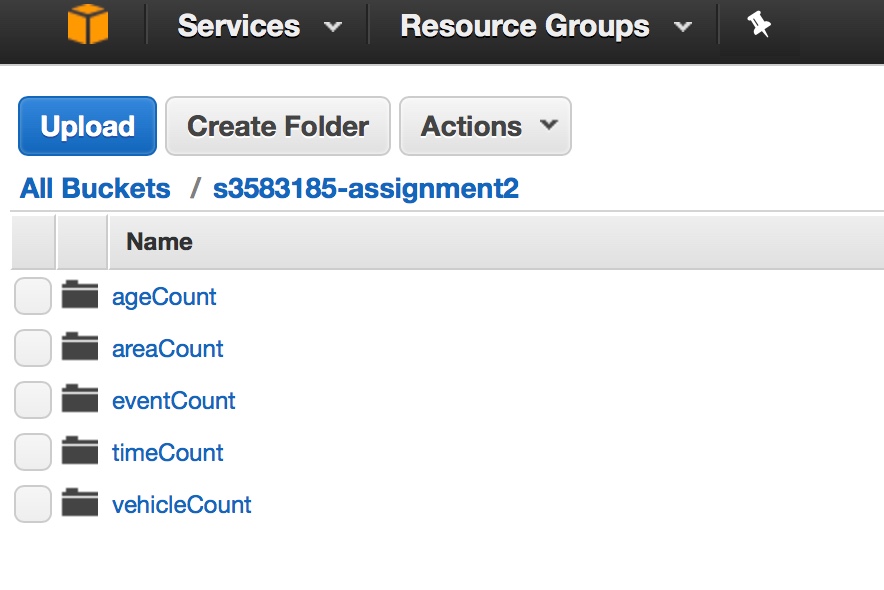 Services Resource Groups
Upload Create Folder Actions
All Buckets / s3583185-assignment2
Name
ageCount
areaCount
eventCount
timeCount
vehicleCount